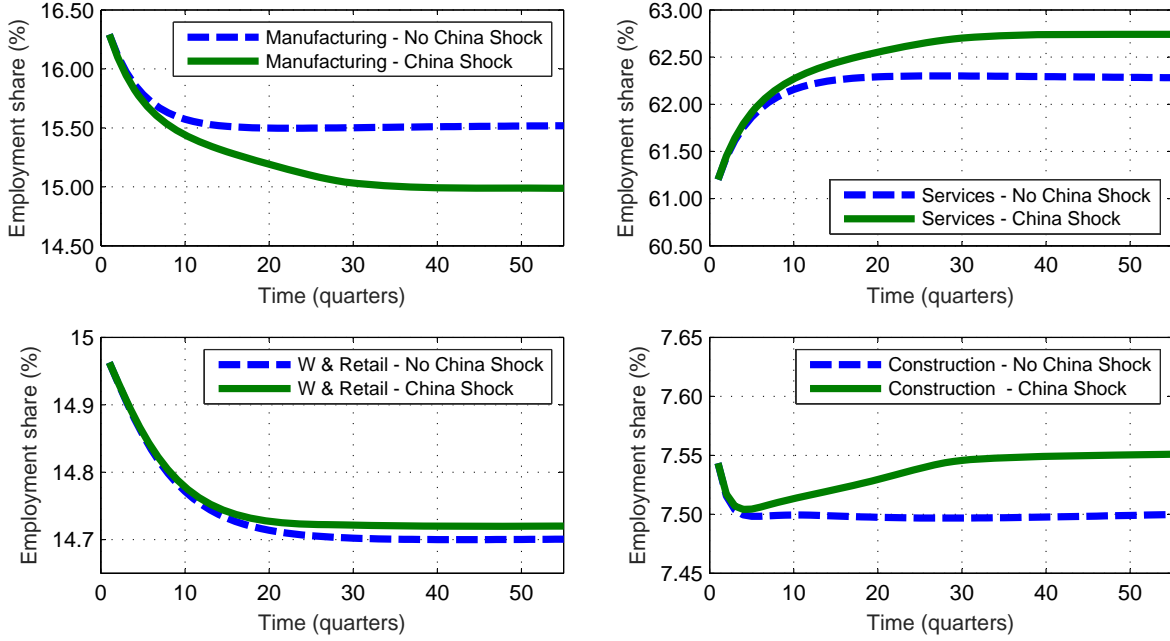 16.50
16.00
15.50
15.00
14.50
Employment share (%)
Manufacturing - No China Shock
Manufacturing - China Shock
0 10 20 30 40 50
Time (quarters)
63.00
62.50
62.00
61.50
61.00
60.50
Employment share (%)
Services - No China Shock
Services - China Shock
0 10 20 30 40 50
Time (quarters)
15
14.9
14.8
14.7
Employment share (%)
W & Retail - No China Shock
W & Retail - China Shock
0 10 20 30 40 50
Time (quarters)
7.65
7.60
7.55
7.50
7.45
Employment share (%)
Construction - No China Shock
Construction  - China Shock
0 10 20 30 40 50
Time (quarters)